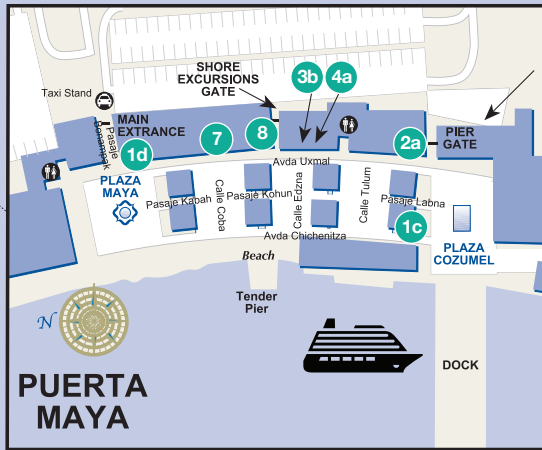 SHORE
EXCURSIONS
GATE
3b
4a
Taxi Stand
MAIN
ENTRANCE
Pasaje
Bonampak
1d
7
8
2a
PIER
GATE
Avda Uxmal
PLAZA
MAYA
Pasaje Kabah
Calle Coba
Pasaje Kohun
Calle Edzna
Calle Tulum
Pasaje Labna
1c
Avda Chichenitza
PLAZA
COZUMEL
Beach
Tender
Pier
N
DOCK
PUERTA
MAYA